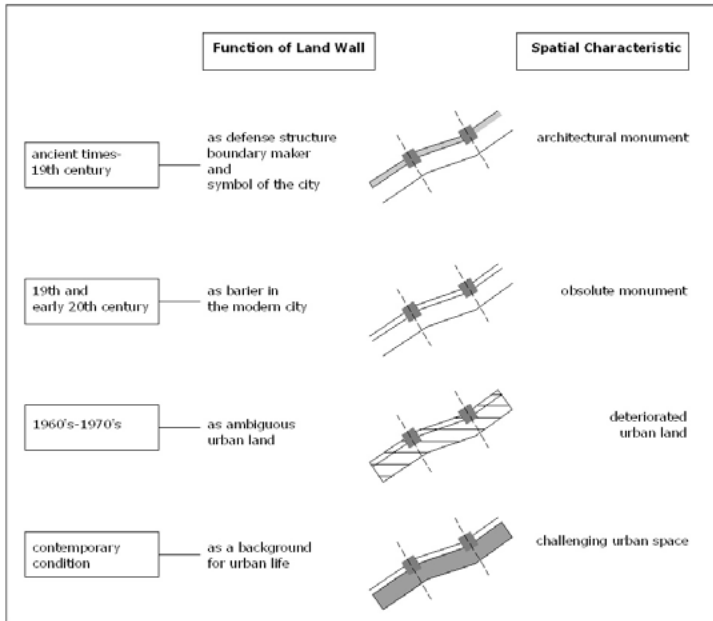 Function of Land Wall
Spatial Characteristic
ancient times-
19th century
as defense structure
boundary maker
and
symbol of the city
architectural monument
19th and
early 20th century
as barier in
the modern city
obsolute monument
1960's-1970's
as ambiguous
urban land
deteriorated
urban land
contemporary
condition
as a background
for urban life
challenging urban space